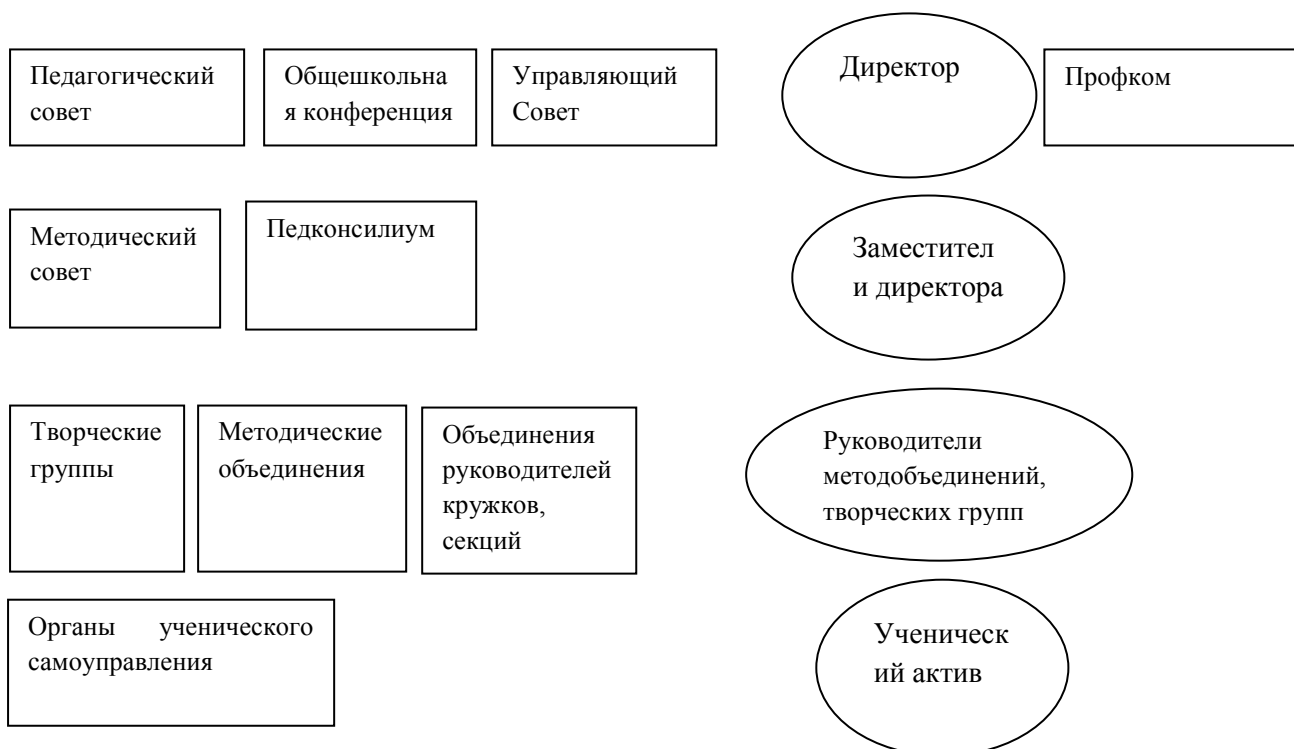 Педагогический
совет
Общешкольна
я конференция
Управляющий
Совет
Директор
Профком
Методический
совет
Педконсилиум
Заместител
и директора
Творческие
группы
Методические
объединения
Объединения
руководителей
кружков,
секций
Руководители
методобъединений,
творческих групп
Органы ученического
самоуправления
Ученическ
ий актив